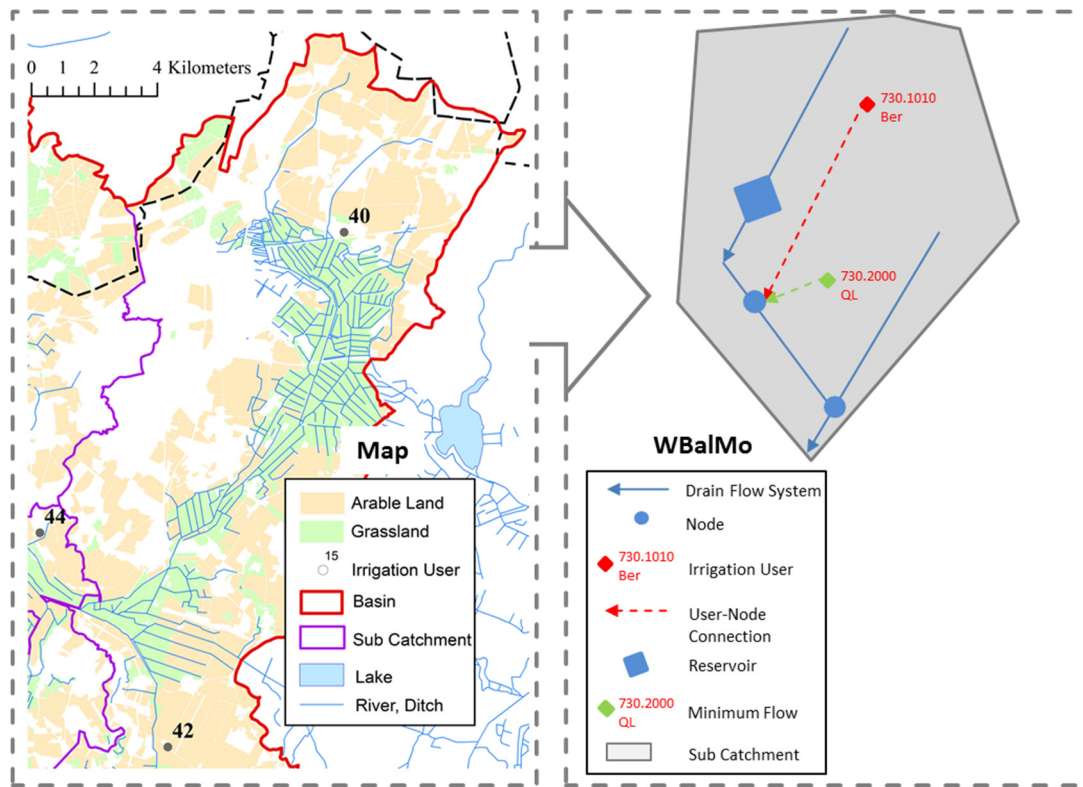 0 1 2 4 Kilometers
40
44
42
Map
Arable Land
Grassland
15
Irrigation User
Basin
Sub Catchment
Lake
River, Ditch
730.1010
Ber
730.2000
QL
WBalMo
Drain Flow System
Node
730.1010
Ber
Irrigation User
User-Node
Connection
Reservoir
730.2000
QL
Minimum Flow
Sub Catchment